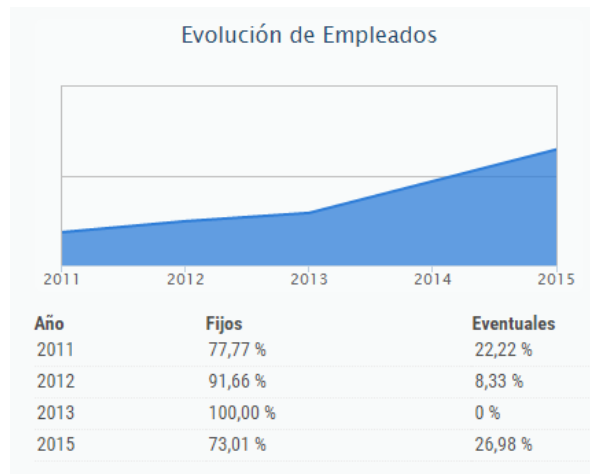 Evolución de Empleados
2011 2012 2013 2014 2015
Año Fijos Eventuales
2011 77,77 % 22,22 %
2012 91,66 % 8,33 %
2013 100,00 % 0 %
2015 73,01 % 26,98 %